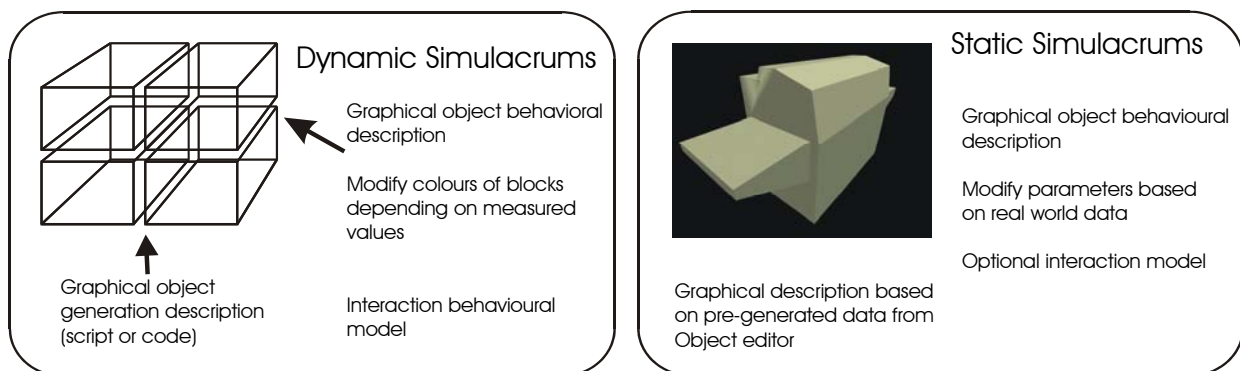 Dynamic Simulacrums
Graphical object behavioral
description
Modify colours of blocks
depending on measured
values
Graphical object
generation description
(script or code)
Interaction behavioural
model
Static Simulacrums
Graphical object behavioural
description
Modify parameters based
on real world data
Optional interaction model
Graphical description based
on pre-generated data from
Object editor